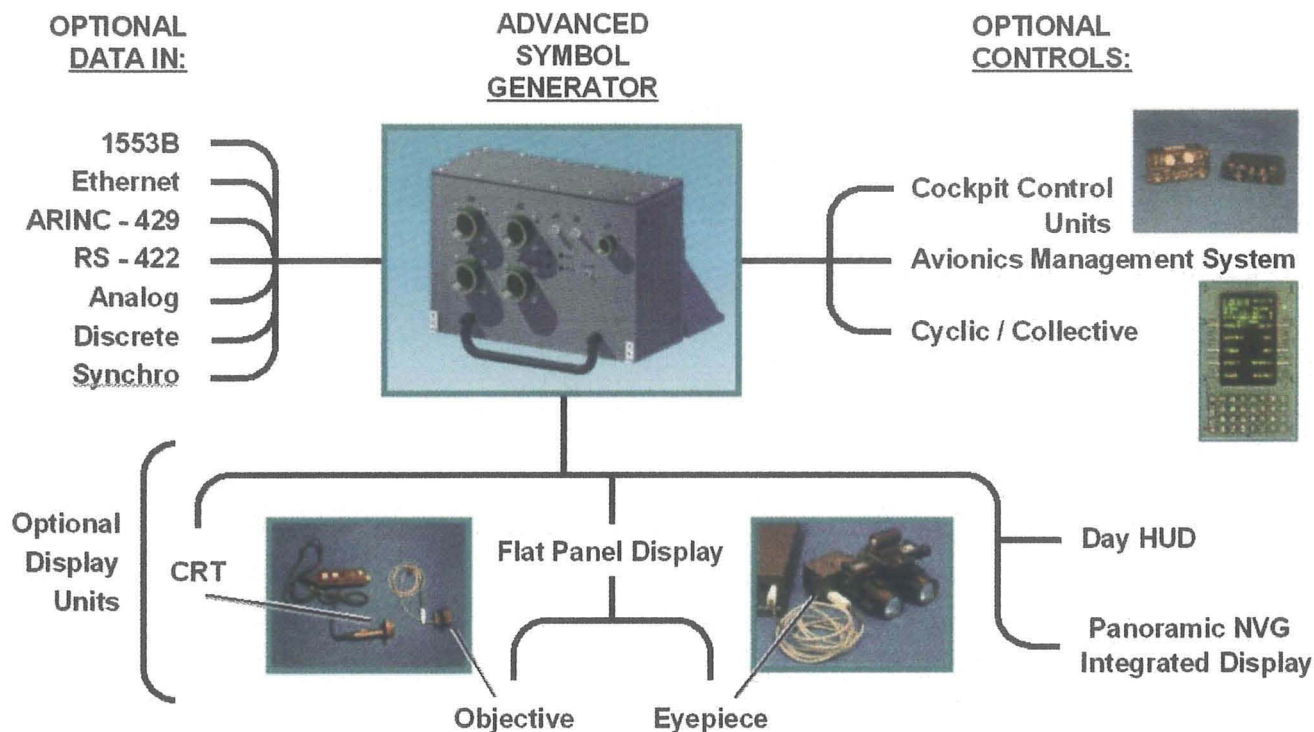 OPTIONAL
DATA IN:
ADVANCED
SYMBOL
GENERATOR
OPTIONAL
CONTROLS:
1553B
Ethernet
ARINC - 429
RS - 422
Analog
Discrete
Synchro
Cockpit Control
Units
Avionics Management System
Cyclic / Collective
Optional
Display
Units
CRT
Flat Panel Display
Objective
Eyepiece
Day HUD
Panoramic NVG
Integrated Display